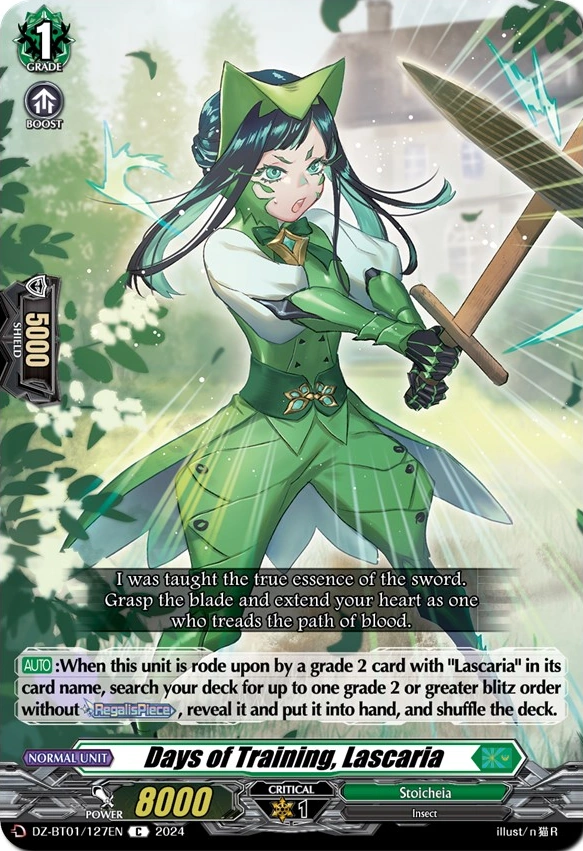 1
GRADE
BOOST
5000
SHIELD
I was taught the true essence of the sword.
Grasp the blade and extend your heart as one
who treads the path of blood.
AUTO :When this unit is rode upon by a grade 2 card with "Lascaria" in its
card name, search your deck for up to one grade 2 or greater blitz order
without RegalisPiece, reveal it and put it into hand, and shuffle the deck.
NORMAL UNIT
Days of Training, Lascaria
POWER 8000
CRITICAL
1
Stoicheia
Insect
D DZ-BT01/127EN C 2024
illust/n猫R